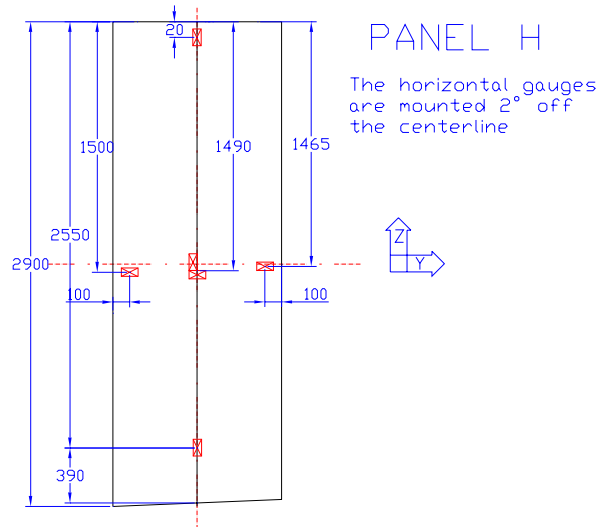 PANEL H
The horizontal gauges
are mounted 2° off
the centerline
20
1500
1490
1465
2550
2900
Z
Y
100
100
390